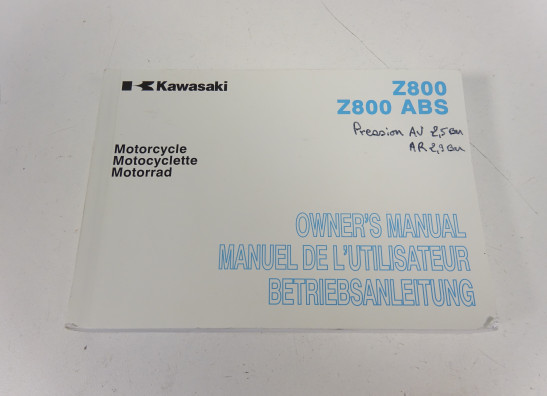 Kawasaki
Z800
Z800 ABS
Pression AV 2,5 Bar
AR 2,9 Bar
Motorcycle
Motocyclette
Motorrad
OWNER'S MANUAL
MANUEL DE L'UTILISATEUR
BETRIEBSANLEITUNG